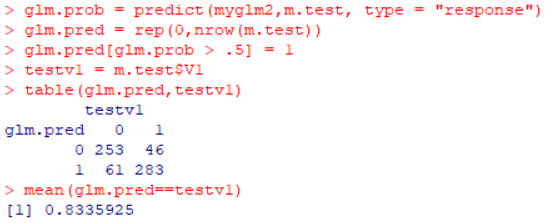 > glm.prob = predict(myglm2,m.test, type = "response")
> glm.pred = rep(0,nrow(m.test))
> glm.pred[glm.prob > .5] = 1
> testv1 = m.test$V1
> table(glm.pred,testv1)
        testv1
glm.pred   0   1
       0 253  46
       1  61 283
> mean(glm.pred==testv1)
[1] 0.8335925